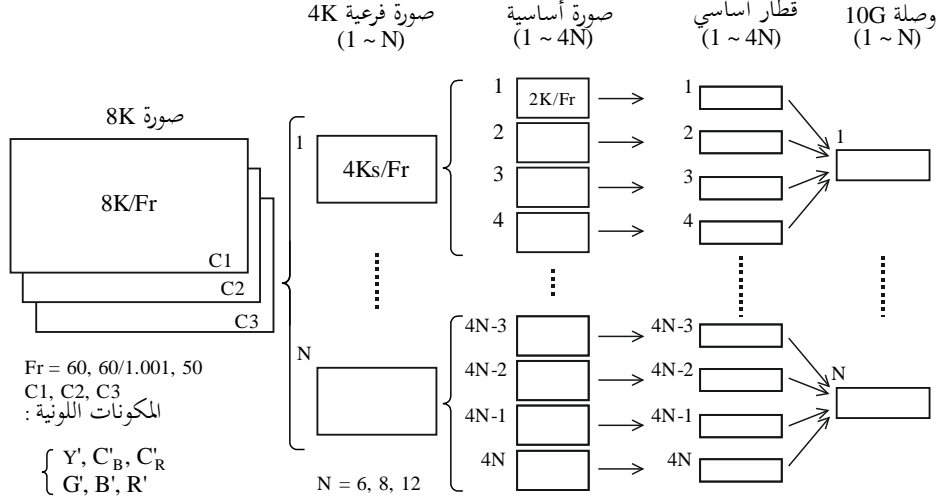 صورة فرعية 4K
(1 ~ N)
صورة أساسية
(1 ~ 4N)
قطار أساسي
(1 ~ 4N)
وصلة 10G
(1 ~ N)
صورة 8K
8K/Fr
C1
C2
C3
Fr = 60, 60/1.001, 50
C1, C2, C3
المكونات اللونية :
Y', C'B, C'R
G', B', R'
1
4Ks/Fr
N
N = 6, 8, 12
1
2K/Fr
2
3
4
4N-3
4N-2
4N-1
4N
1
2
3
4
4N-3
4N-2
4N-1
4N
1
N